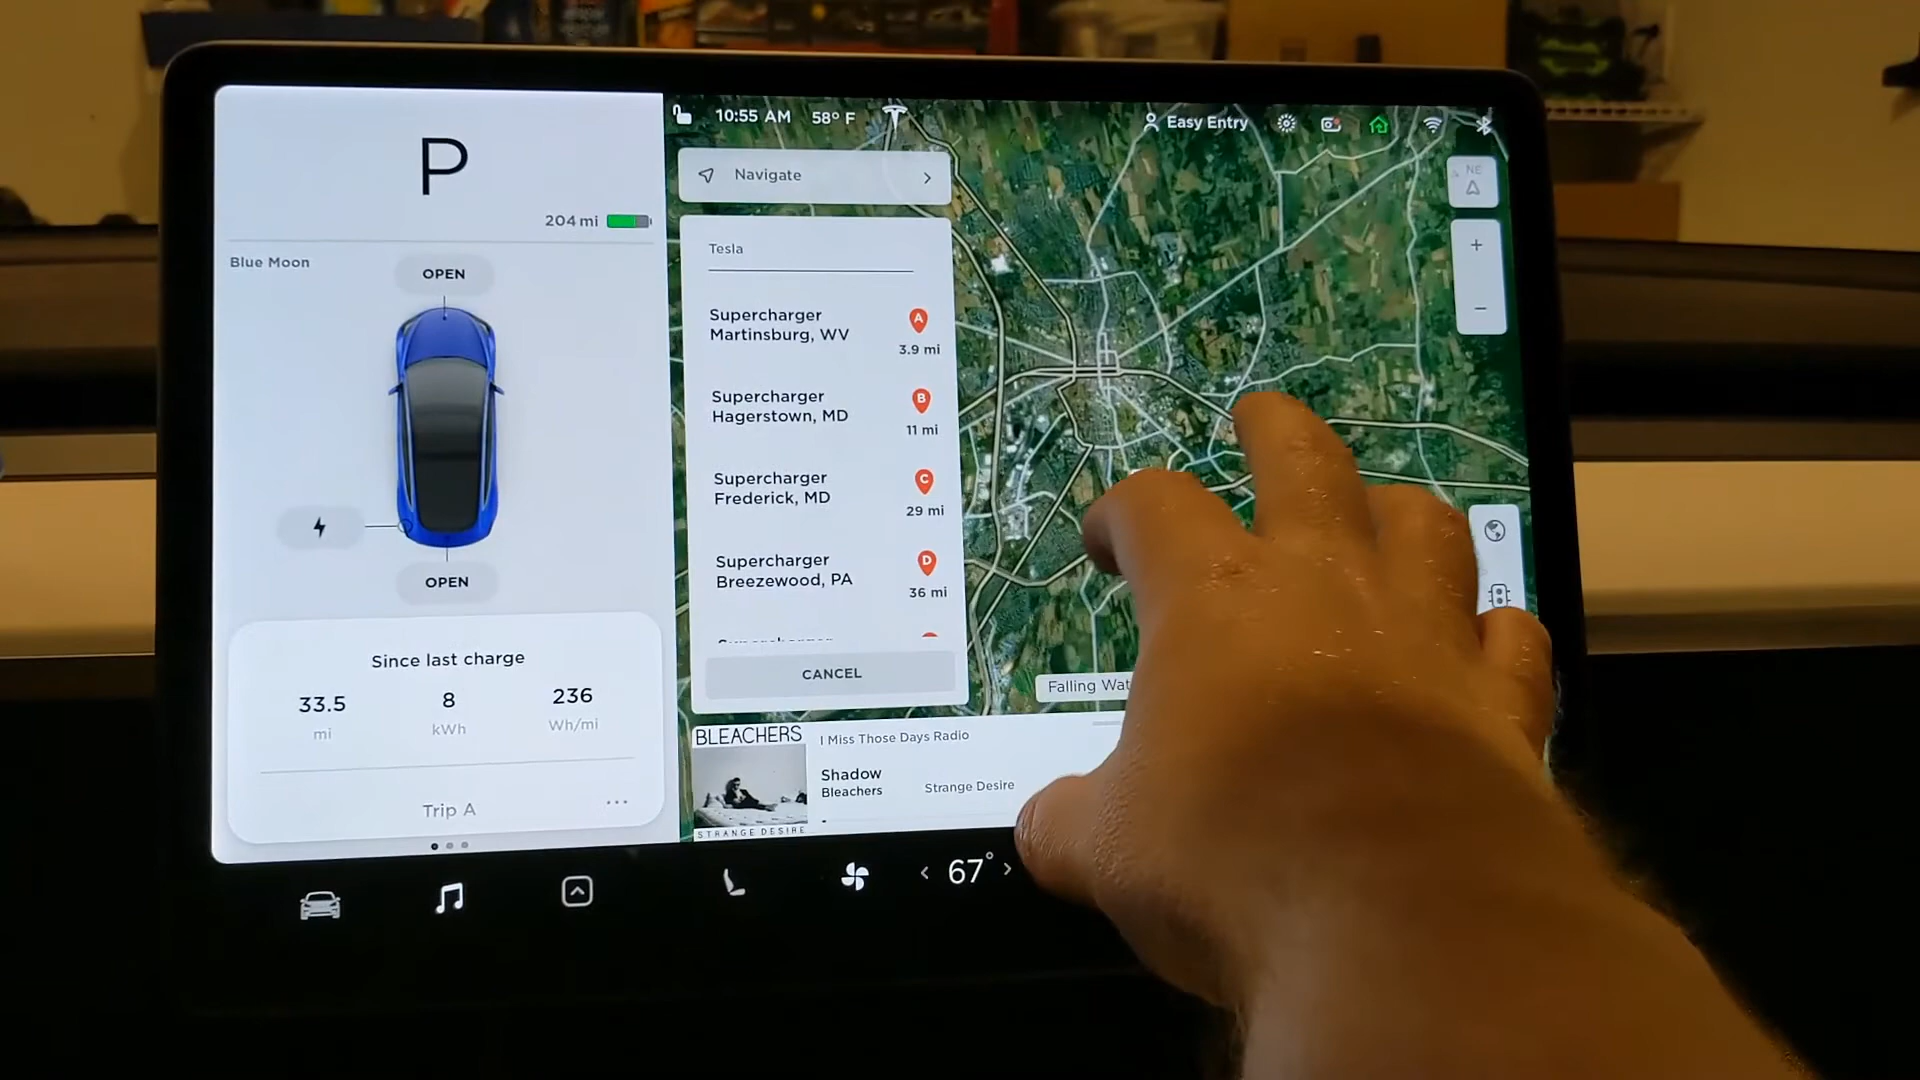 P
204 mi
Blue Moon
OPEN
OPEN
Since last charge
33.5
mi
8
kWh
236
Wh/mi
Trip A
10:55 AM
58° F
Easy Entry
NE
Navigate
Tesla
Supercharger
Martinsburg, WV
A
3.9 mi
Supercharger
Hagerstown, MD
B
11 mi
Supercharger
Frederick, MD
C
29 mi
Supercharger
Breezewood, PA
D
36 mi
CANCEL
Falling Wat
BLEACHERS
STRANGE DESIRE
I Miss Those Days Radio
Shadow
Bleachers
Strange Desire
67°